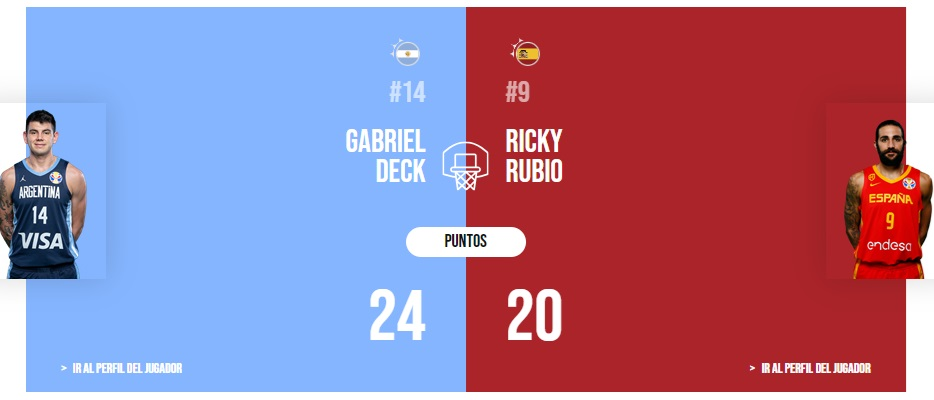 #14
GABRIEL
DECK
#9
RICKY
RUBIO
PUNTOS
24
20
ARGENTINA
14
VISA
ESPAÑA
9
endesa
> IR AL PERFIL DEL JUGADOR
> IR AL PERFIL DEL JUGADOR